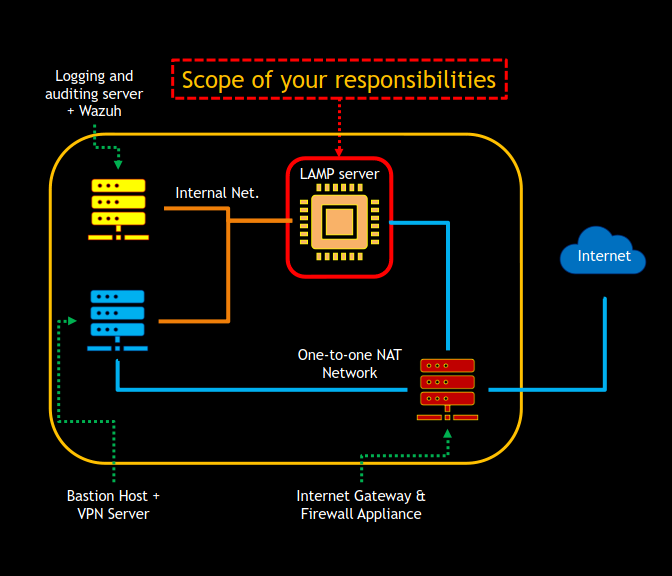 Scope of your responsibilities
Logging and
auditing server
+ Wazuh
LAMP server
Internal Net.
Internet
One-to-one NAT
Network
Bastion Host +
VPN Server
Internet Gateway &
Firewall Appliance